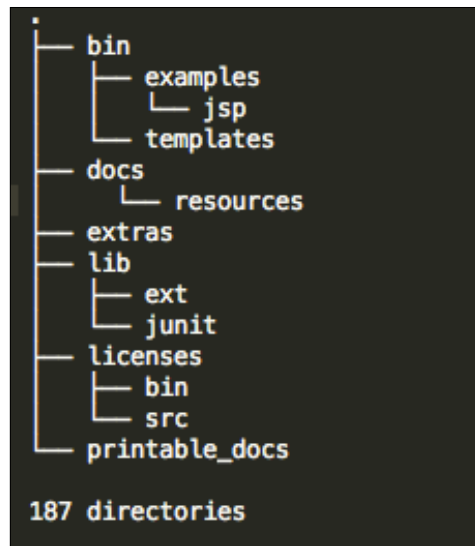 .
├── bin
│   ├── examples
│   │   └── jsp
│   └── templates
├── docs
│       └── resources
├── extras
├── lib
│   ├── ext
│   └── junit
├── licenses
│   ├── bin
│   └── src
└── printable_docs
187 directories